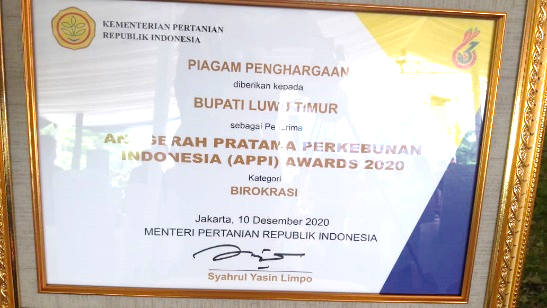 KEMENTERIAN PERTANIAN
REPUBLIK INDONESIA
PIAGAM PENGHARGAAN
diberikan kepada
BUPATI LUWU TIMUR
sebagai Penerima
ANUGERAH PRATAMA PERKEBUNAN
INDONESIA (APPI) AWARDS 2020
Kategori
BIROKRASI
Jakarta, 10 Desember 2020
MENTERI PERTANIAN REPUBLIK INDONESIA
Syahrul Yasin Limpo